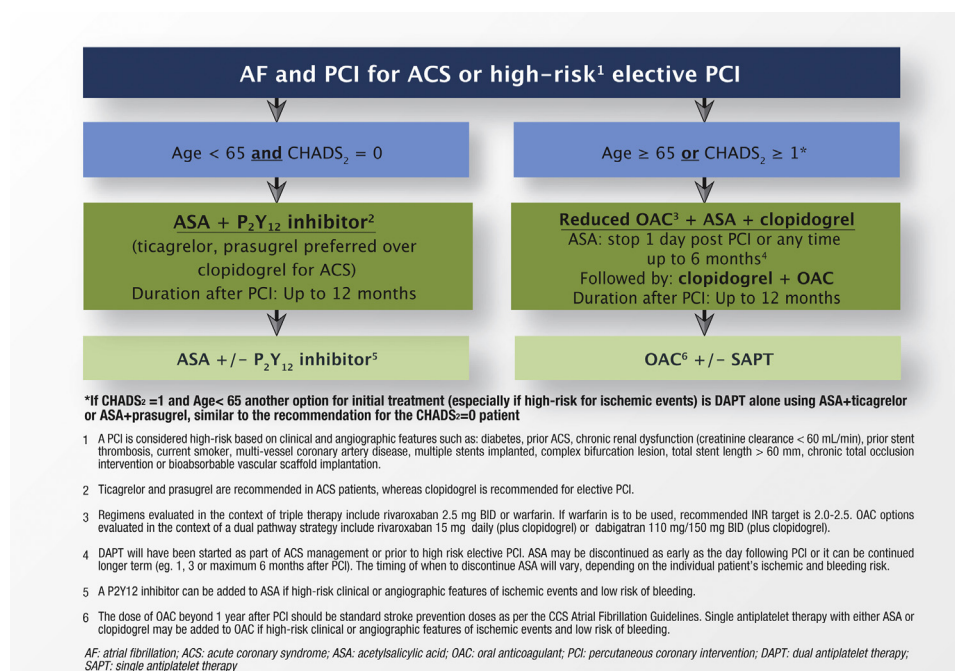 AF and PCI for ACS or high-risk¹ elective PCI
Age < 65 and CHADS₂ = 0
ASA + P₂Y₁₂ inhibitor²
(ticagrelor, prasugrel preferred over
clopidogrel for ACS)
Duration after PCI: Up to 12 months
ASA +/- P₂Y₁₂ inhibitor⁵
Age ≥ 65 or CHADS₂ ≥ 1*
Reduced OAC³ + ASA + clopidogrel
ASA: stop 1 day post PCI or any time
up to 6 months⁴
Followed by: clopidogrel + OAC
Duration after PCI: Up to 12 months
OAC⁶ +/- SAPT
*If CHADS₂ =1 and Age< 65 another option for initial treatment (especially if high-risk for ischemic events) is DAPT alone using ASA+ticagrelor
or ASA+prasugrel, similar to the recommendation for the CHADS₂=0 patient
1 A PCI is considered high-risk based on clinical and angiographic features such as: diabetes, prior ACS, chronic renal dysfunction (creatinine clearance < 60 mL/min), prior stent
thrombosis, current smoker, multi-vessel coronary artery disease, multiple stents implanted, complex bifurcation lesion, total stent length > 60 mm, chronic total occlusion
intervention or bioabsorbable vascular scaffold implantation.
2 Ticagrelor and prasugrel are recommended in ACS patients, whereas clopidogrel is recommended for elective PCI.
3 Regimens evaluated in the context of triple therapy include rivaroxaban 2.5 mg BID or warfarin. If warfarin is to be used, recommended INR target is 2.0-2.5. OAC options
evaluated in the context of a dual pathway strategy include rivaroxaban 15 mg daily (plus clopidogrel) or dabigatran 110 mg/150 mg BID (plus clopidogrel).
4 DAPT will have been started as part of ACS management or prior to high risk elective PCI. ASA may be discontinued as early as the day following PCI or it can be continued
longer term (eg. 1, 3 or maximum 6 months after PCI). The timing of when to discontinue ASA will vary, depending on the individual patient's ischemic and bleeding risk.
5 A P2Y12 inhibitor can be added to ASA if high-risk clinical or angiographic features of ischemic events and low risk of bleeding.
6 The dose of OAC beyond 1 year after PCI should be standard stroke prevention doses as per the CCS Atrial Fibrillation Guidelines. Single antiplatelet therapy with either ASA or
clopidogrel may be added to OAC if high-risk clinical or angiographic features of ischemic events and low risk of bleeding.
AF: atrial fibrillation; ACS: acute coronary syndrome; ASA: acetylsalicylic acid; OAC: oral anticoagulant; PCI: percutaneous coronary intervention; DAPT: dual antiplatelet therapy;
SAPT: single antiplatelet therapy